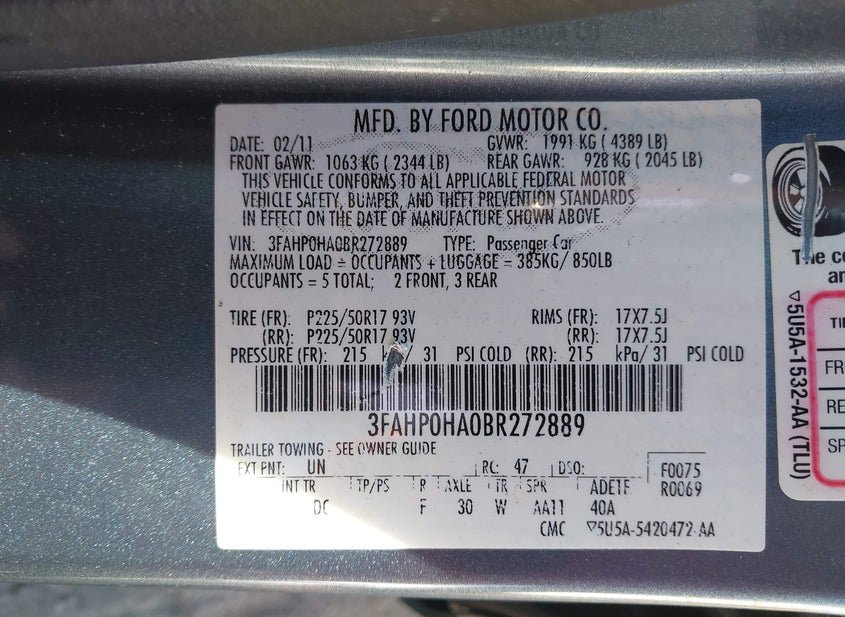 MFD. BY FORD MOTOR CO.
DATE: 02/11 GVWR: 1991 KG ( 4389 LB)
FRONT GAWR: 1063 KG ( 2344 LB) REAR GAWR: 928 KG ( 2045 LB)
THIS VEHICLE CONFORMS TO ALL APPLICABLE FEDERAL MOTOR
VEHICLE SAFETY, BUMPER, AND THEFT PREVENTION STANDARDS
IN EFFECT ON THE DATE OF MANUFACTURE SHOWN ABOVE.
VIN: 3FAHP0HA0BR272889 TYPE: Passenger Car
MAXIMUM LOAD = OCCUPANTS + LUGGAGE = 385KG/ 850LB
OCCUPANTS = 5 TOTAL; 2 FRONT, 3 REAR
TIRE (FR): P225/50R17 93V RIMS (FR): 17X7.5J
(RR): P225/50R17 93V (RR): 17X7.5J
PRESSURE (FR): 215 / 31 PSI COLD (RR): 215 kPa/ 31 PSI COLD
3FAHP0HA0BR272889
TRAILER TOWING - SEE OWNER GUIDE
EXT PNT: UN RC: 47 DSO: F0075
INT TR TP/PS R AXLE TR SPR ADETF R0069
DC F 30 W AA11 40A
CMC ▽5U5A-5420472-AA
The
▽5U5A-1532-AA (TLU)